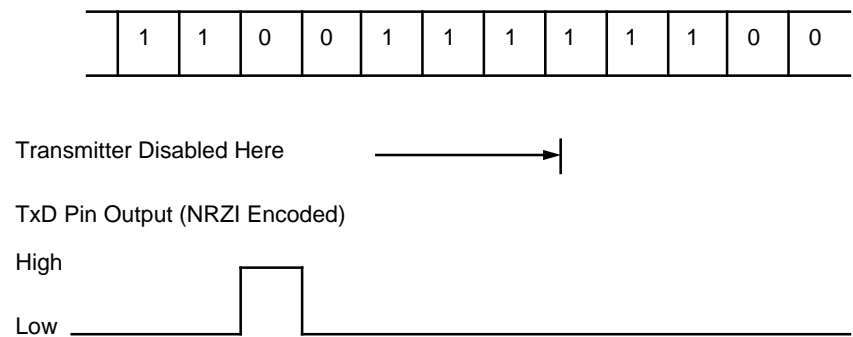 1 1 0 0 1 1 1 1 1 1 0 0
Transmitter Disabled Here
TxD Pin Output (NRZI Encoded)
High
Low